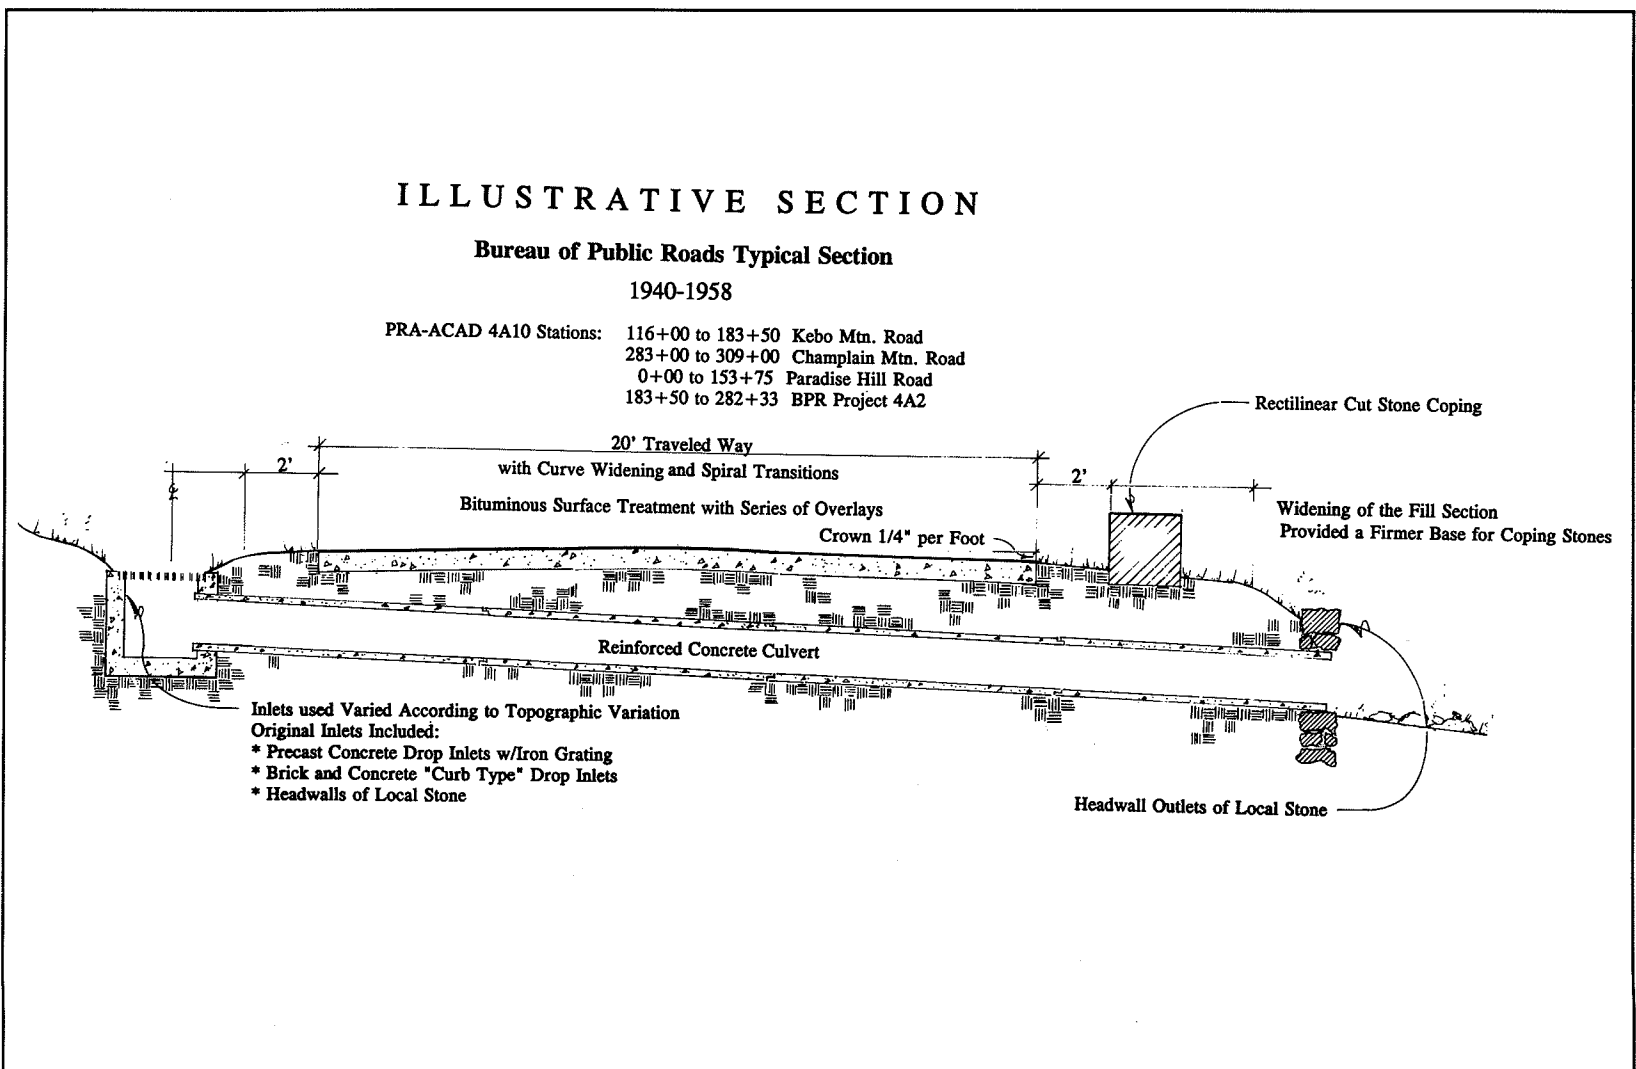 ILLUSTRATIVE SECTION
Bureau of Public Roads Typical Section
1940-1958
PRA-ACAD 4A10 Stations: 116+00 to 183+50 Kebo Mtn. Road
283+00 to 309+00 Champlain Mtn. Road
0+00 to 153+75 Paradise Hill Road
183+50 to 282+33 BPR Project 4A2
Rectilinear Cut Stone Coping
20' Traveled Way
2'
with Curve Widening and Spiral Transitions
2'
℄
Bituminous Surface Treatment with Series of Overlays
Widening of the Fill Section
Provided a Firmer Base for Coping Stones
Crown 1/4" per Foot
Reinforced Concrete Culvert
Inlets used Varied According to Topographic Variation
Original Inlets Included:
* Precast Concrete Drop Inlets w/Iron Grating
* Brick and Concrete "Curb Type" Drop Inlets
* Headwalls of Local Stone
Headwall Outlets of Local Stone